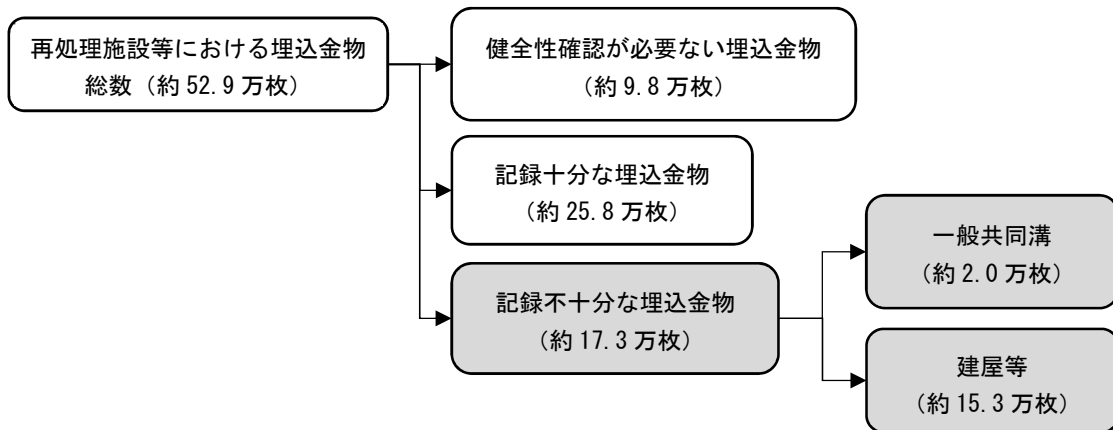 再処理施設等における埋込金物
総数（約 52.9 万枚）
健全性確認が必要ない埋込金物
（約 9.8 万枚）
記録十分な埋込金物
（約 25.8 万枚）
記録不十分な埋込金物
（約 17.3 万枚）
一般共同溝
（約 2.0 万枚）
建屋等
（約 15.3 万枚）